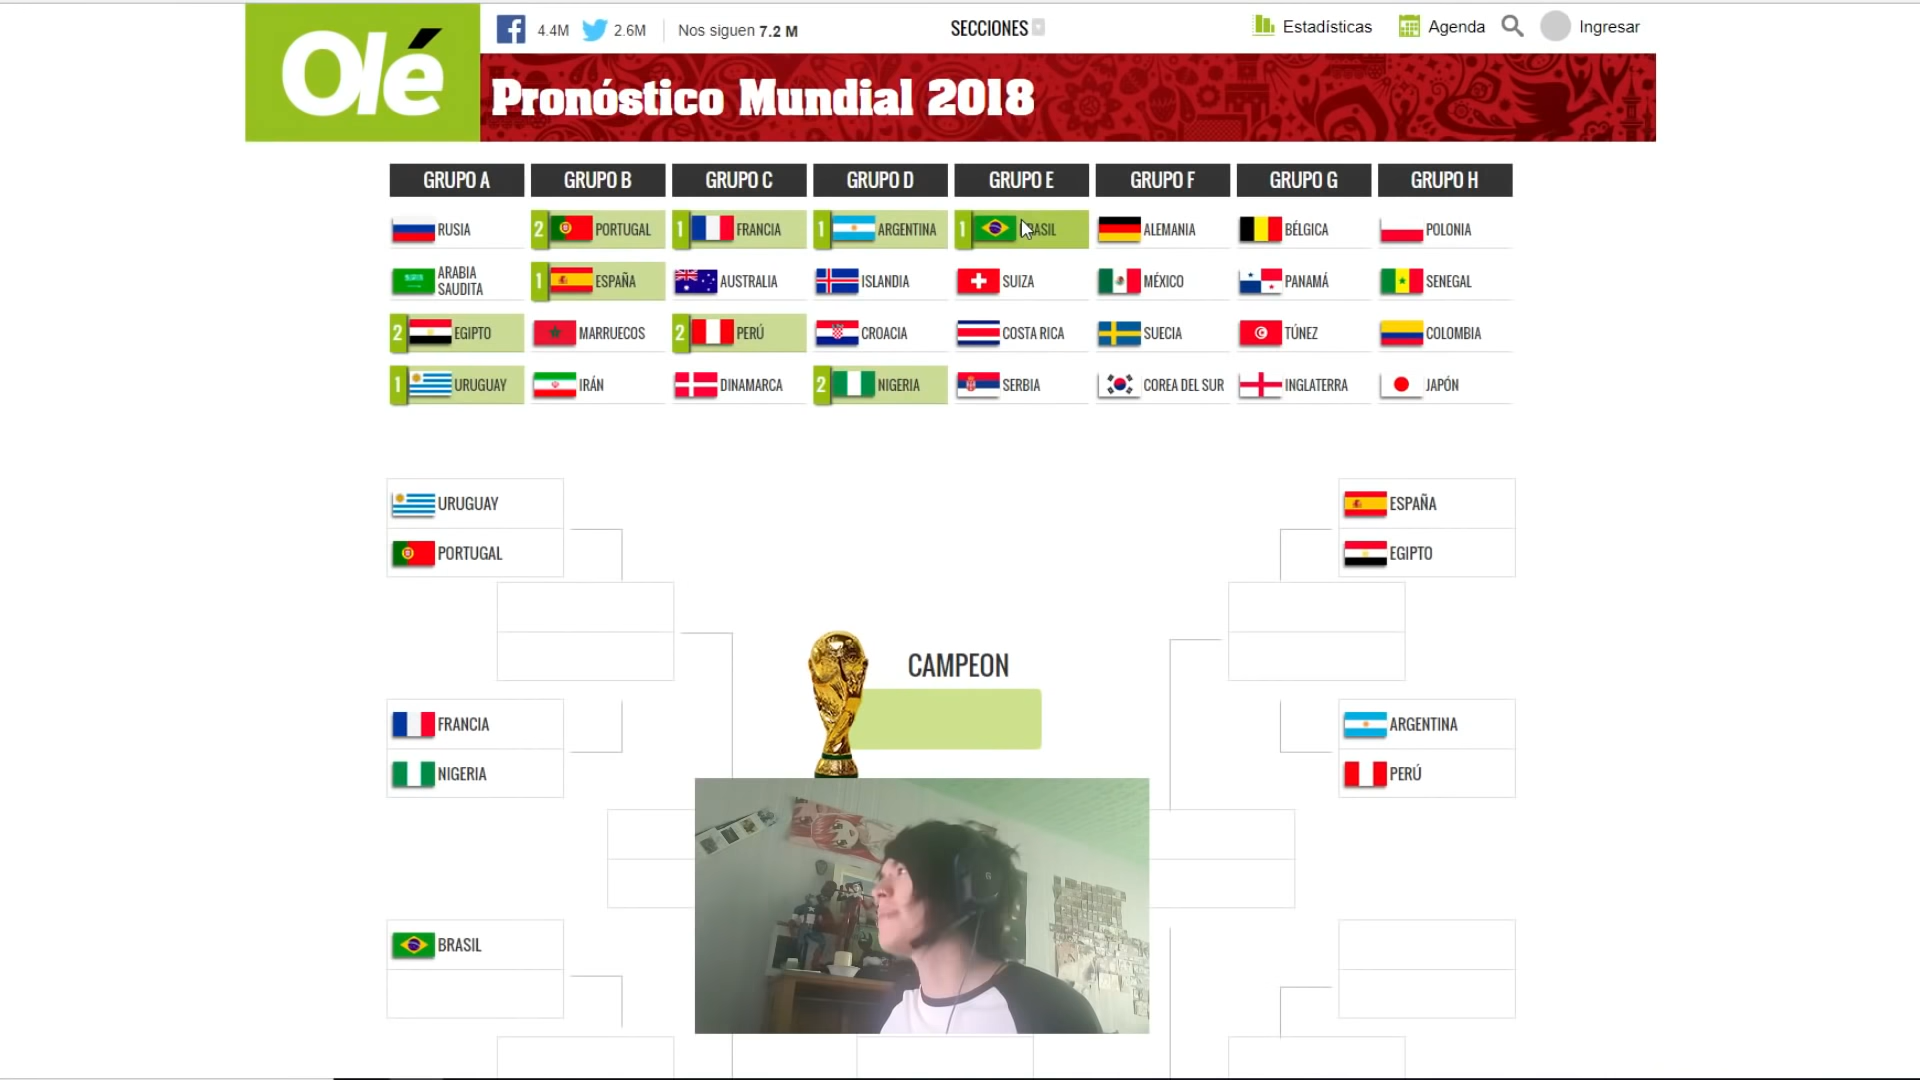 Olé
4.4M 2.6M Nos siguen 7.2 M SECCIONES Estadísticas Agenda Ingresar
Pronóstico Mundial 2018
GRUPO A GRUPO B GRUPO C GRUPO D GRUPO E GRUPO F GRUPO G GRUPO H
RUSIA 2 PORTUGAL 1 FRANCIA 1 ARGENTINA 1 BRASIL ALEMANIA BÉLGICA POLONIA
ARABIA SAUDITA 1 ESPAÑA AUSTRALIA ISLANDIA SUIZA MÉXICO PANAMÁ SENEGAL
2 EGIPTO MARRUECOS 2 PERÚ CROACIA COSTA RICA SUECIA TÚNEZ COLOMBIA
1 URUGUAY IRÁN DINAMARCA 2 NIGERIA SERBIA COREA DEL SUR INGLATERRA JAPÓN
URUGUAY ESPAÑA
PORTUGAL EGIPTO
CAMPEON
FRANCIA ARGENTINA
NIGERIA PERÚ
BRASIL